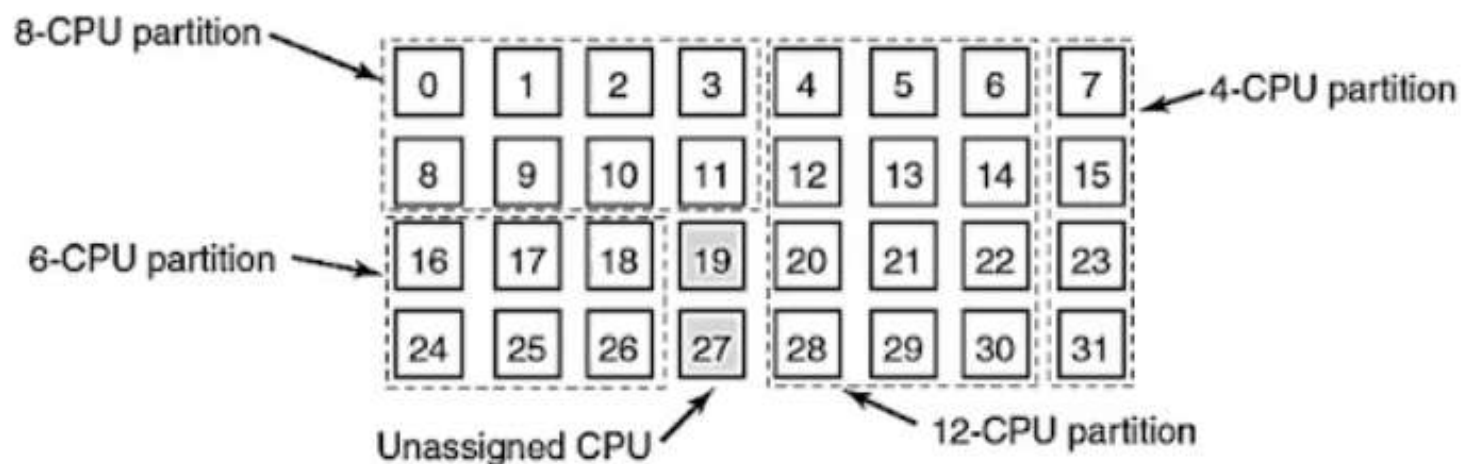 8-CPU partition
0 1 2 3 4 5 6 7
4-CPU partition
8 9 10 11 12 13 14 15
6-CPU partition
16 17 18 19 20 21 22 23
24 25 26 27 28 29 30 31
Unassigned CPU
12-CPU partition